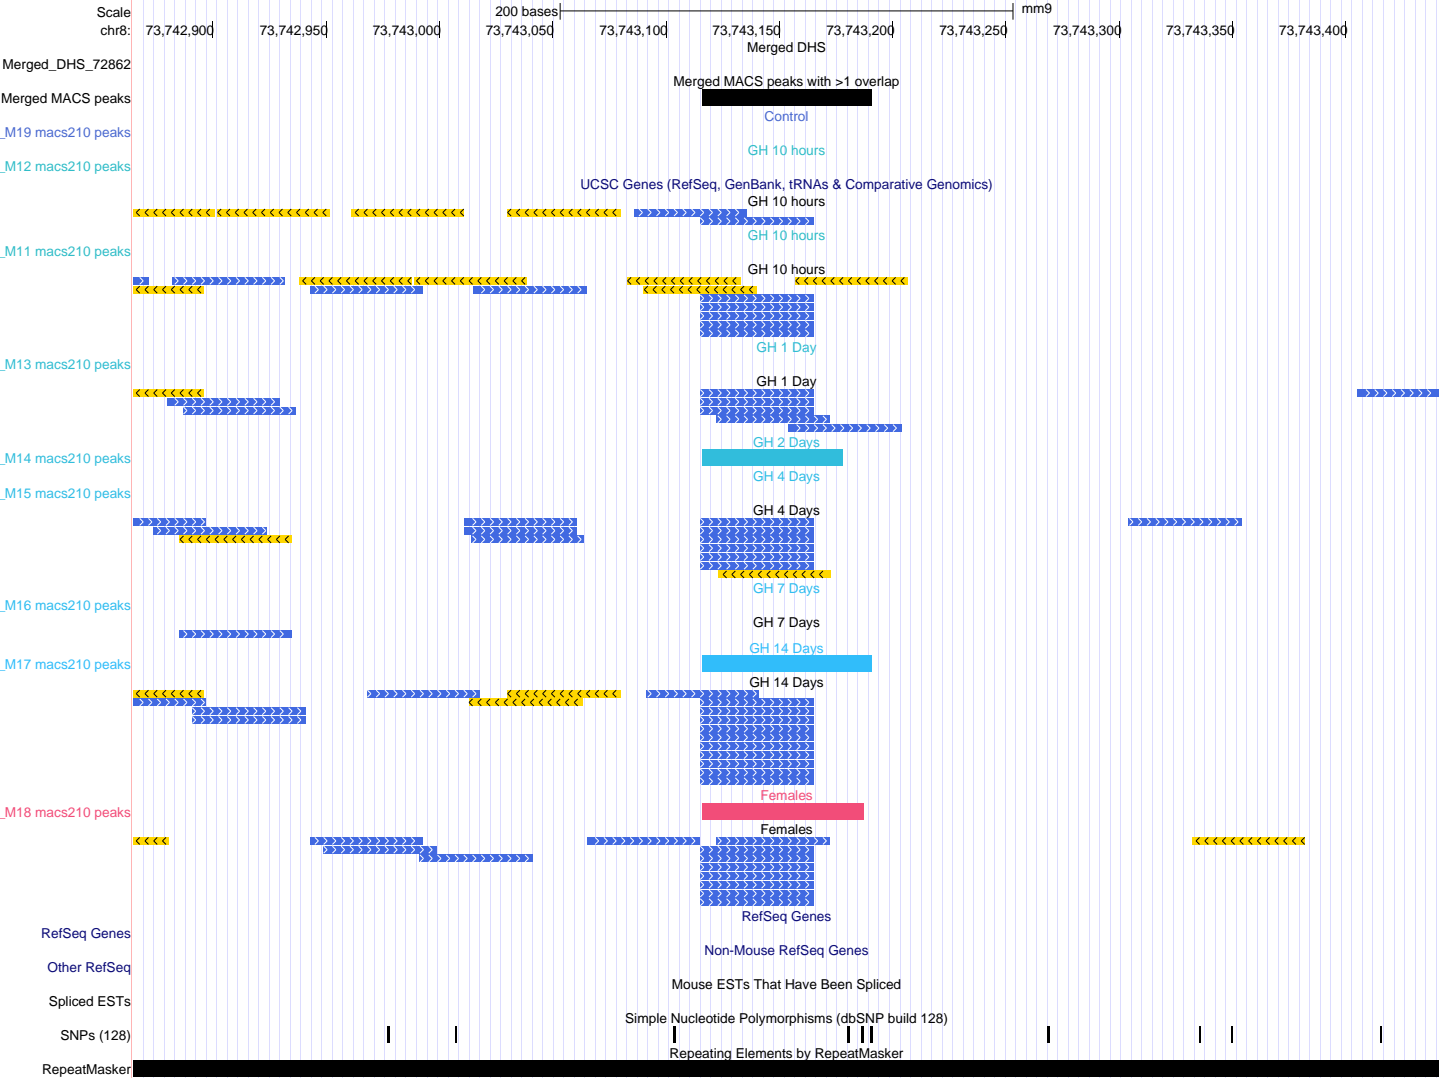 Scale 200 bases mm9
chr8: 73,742,900 73,742,950 73,743,000 73,743,050 73,743,100 73,743,150 73,743,200 73,743,250 73,743,300 73,743,350 73,743,400
Merged DHS
Merged_DHS_72862
Merged MACS peaks with >1 overlap
Merged MACS peaks
Control
_M19 macs210 peaks
GH 10 hours
_M12 macs210 peaks
UCSC Genes (RefSeq, GenBank, tRNAs & Comparative Genomics)
GH 10 hours
GH 10 hours
_M11 macs210 peaks
GH 10 hours
GH 1 Day
_M13 macs210 peaks
GH 1 Day
GH 2 Days
_M14 macs210 peaks
GH 4 Days
_M15 macs210 peaks
GH 4 Days
GH 7 Days
_M16 macs210 peaks
GH 7 Days
GH 14 Days
_M17 macs210 peaks
GH 14 Days
Females
_M18 macs210 peaks
Females
RefSeq Genes
RefSeq Genes
Non-Mouse RefSeq Genes
Other RefSeq
Mouse ESTs That Have Been Spliced
Spliced ESTs
Simple Nucleotide Polymorphisms (dbSNP build 128)
SNPs (128)
Repeating Elements by RepeatMasker
RepeatMasker